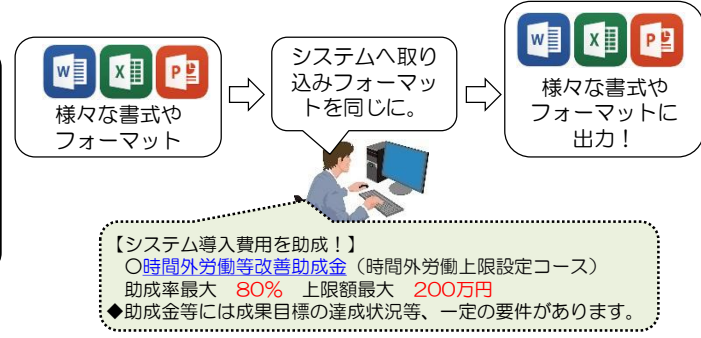 W X P
様々な書式や
フォーマット
システムへ取り
込みフォーマッ
トを同じに。
W X P
様々な書式や
フォーマットに
出力！
【システム導入費用を助成！】
〇時間外労働等改善助成金（時間外労働上限設定コース）
助成率最大 80% 上限額最大 200万円
◆助成金等には成果目標の達成状況等、一定の要件があります。